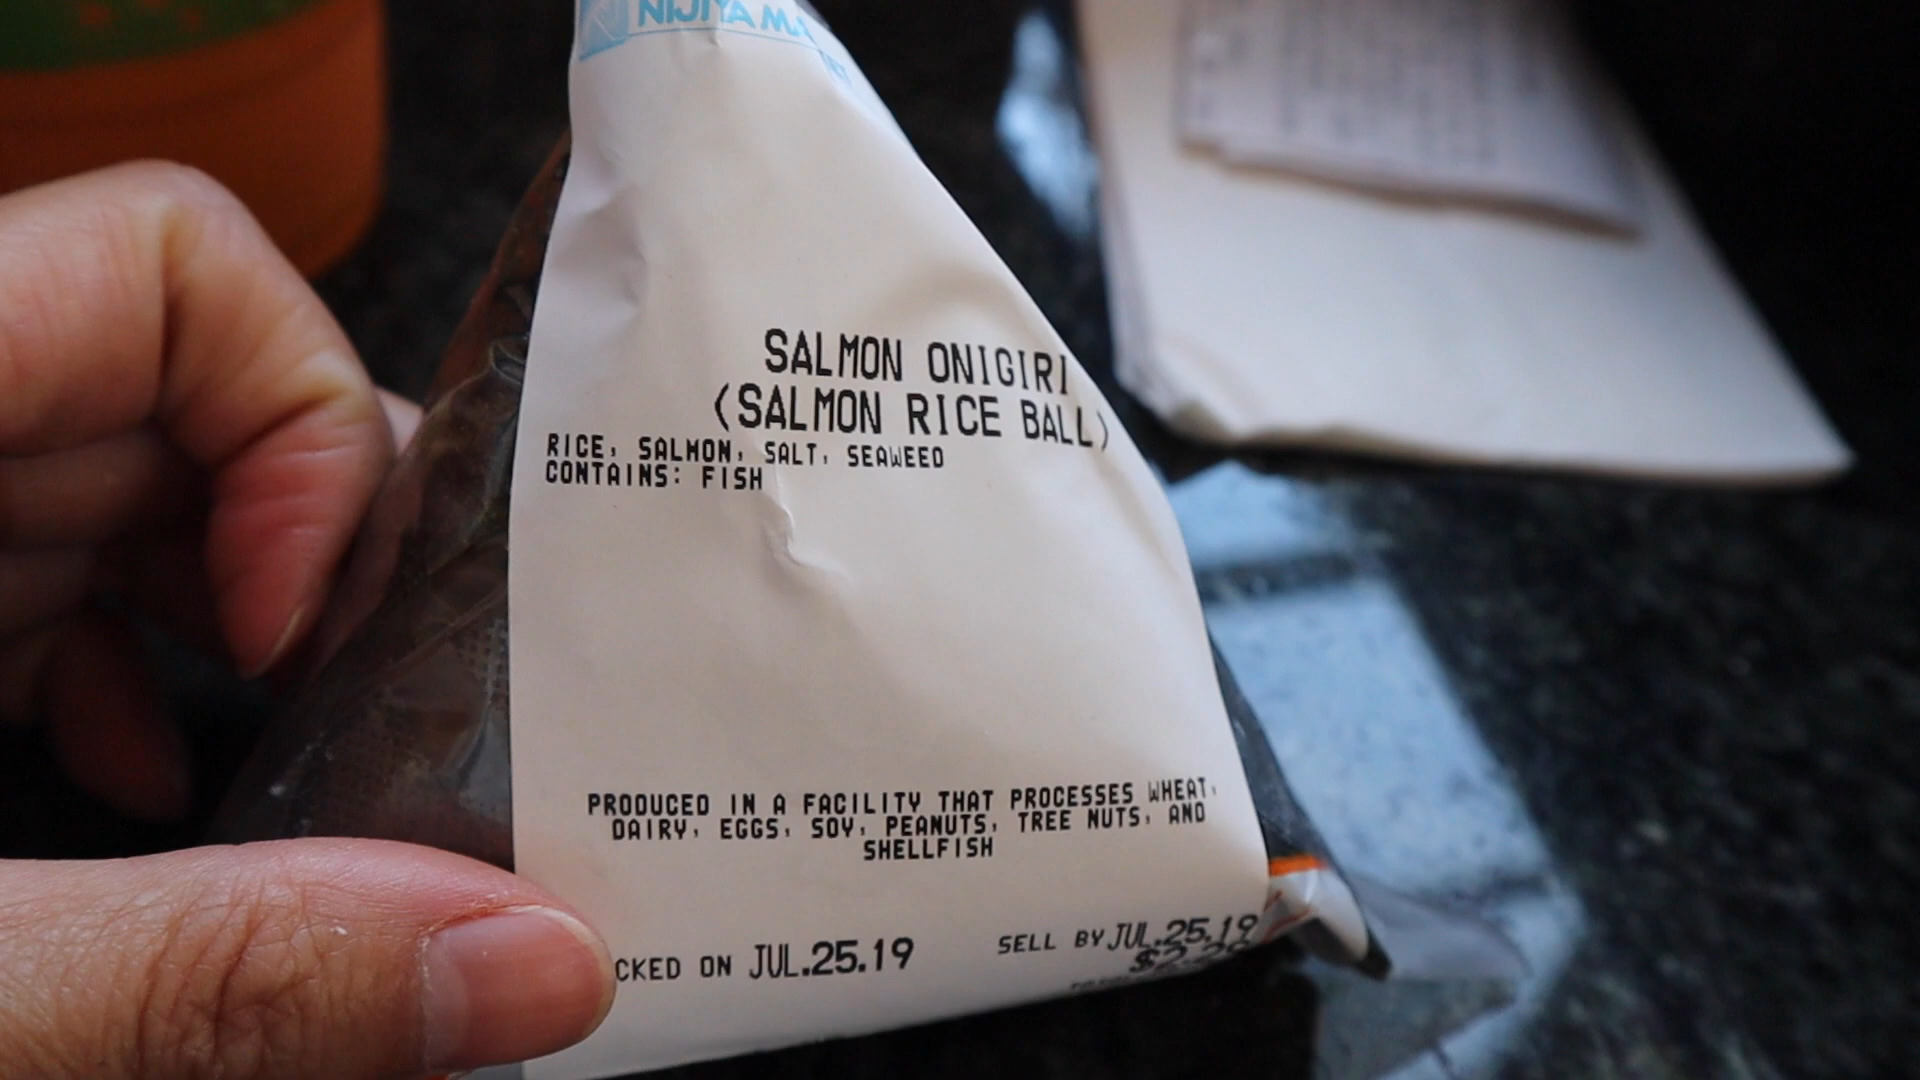 NIJIYA MA
SALMON ONIGIRI
(SALMON RICE BALL)
RICE, SALMON, SALT, SEAWEED
CONTAINS: FISH
PRODUCED IN A FACILITY THAT PROCESSES WHEAT,
DAIRY, EGGS, SOY, PEANUTS, TREE NUTS, AND
SHELLFISH
CKED ON JUL.25.19
SELL BY JUL.25.19